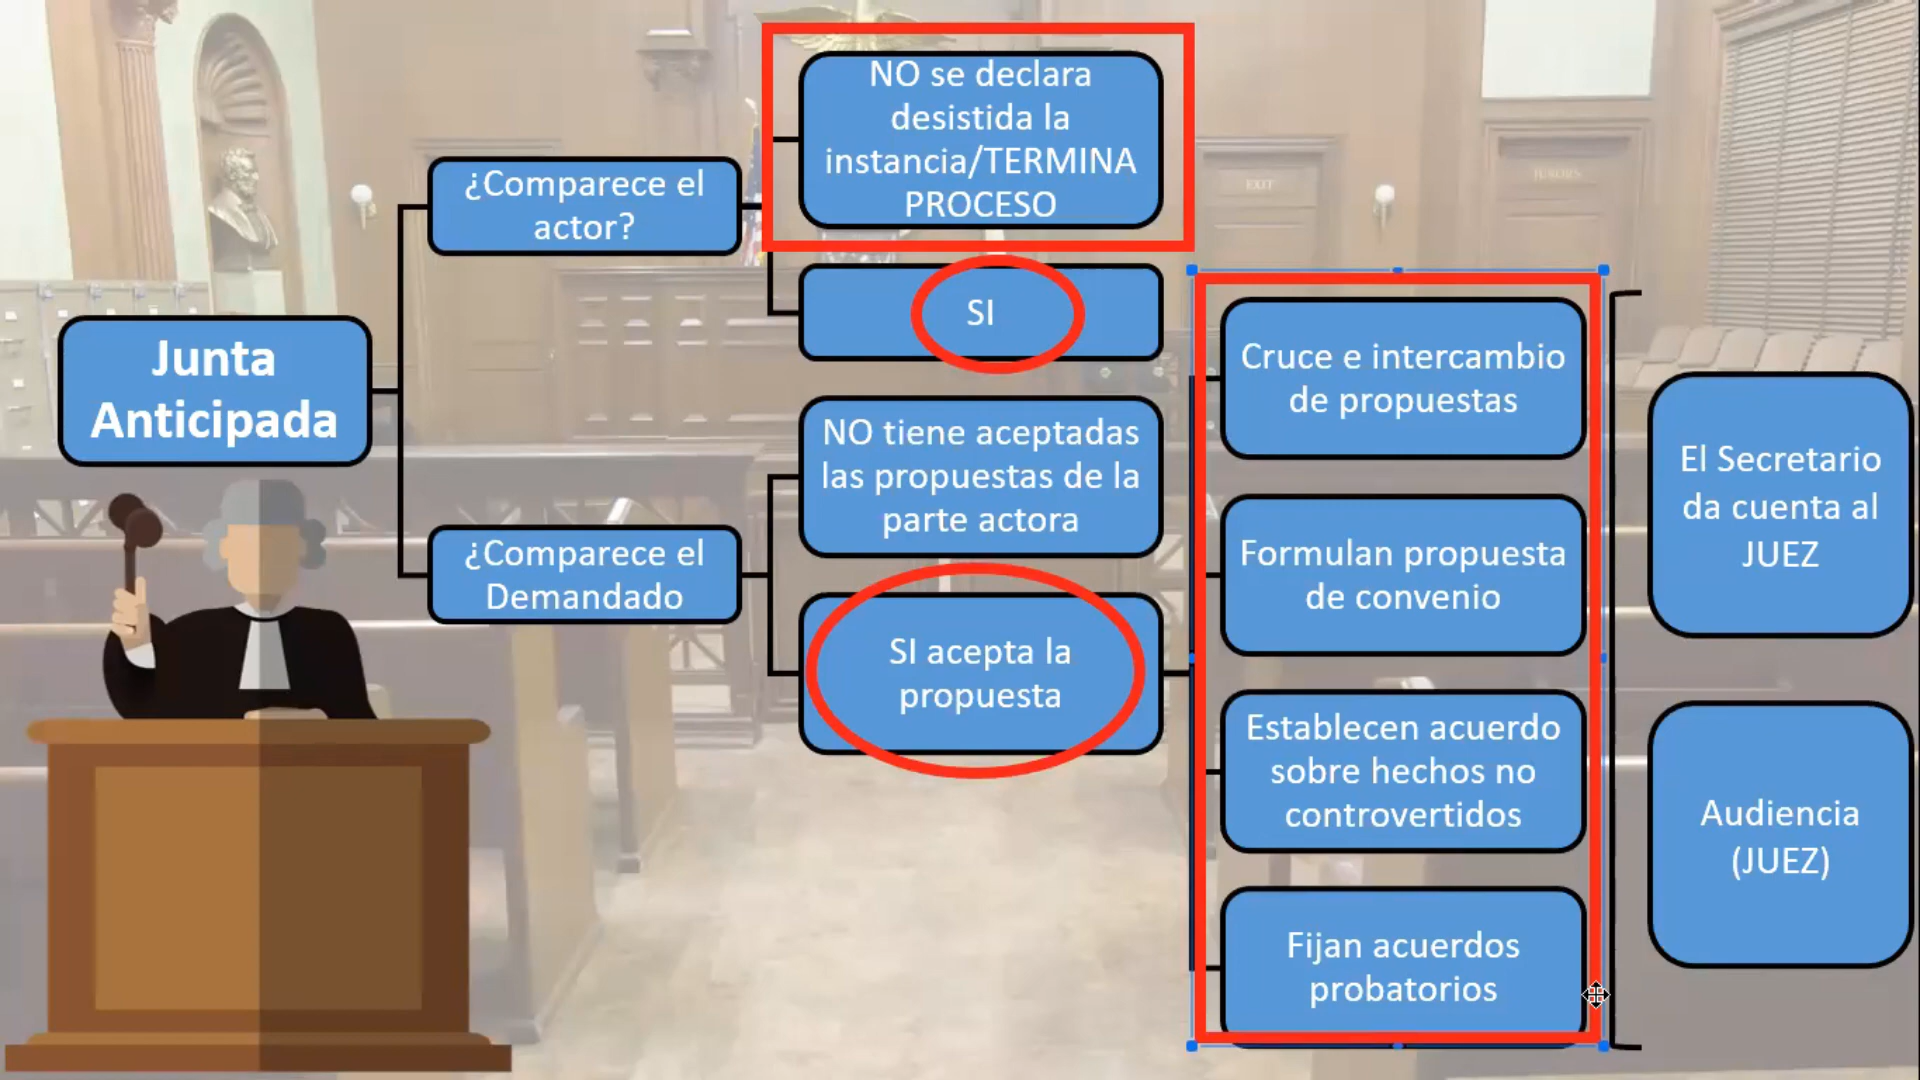 Junta
Anticipada
¿Comparece el
actor?
NO se declara
desistida la
instancia/TERMINA
PROCESO
SI
¿Comparece el
Demandado
NO tiene aceptadas
las propuestas de la
parte actora
SI acepta la
propuesta
Cruce e intercambio
de propuestas
Formulan propuesta
de convenio
Establecen acuerdo
sobre hechos no
controvertidos
Fijan acuerdos
probatorios
El Secretario
da cuenta al
JUEZ
Audiencia
(JUEZ)
EXIT
JURORS